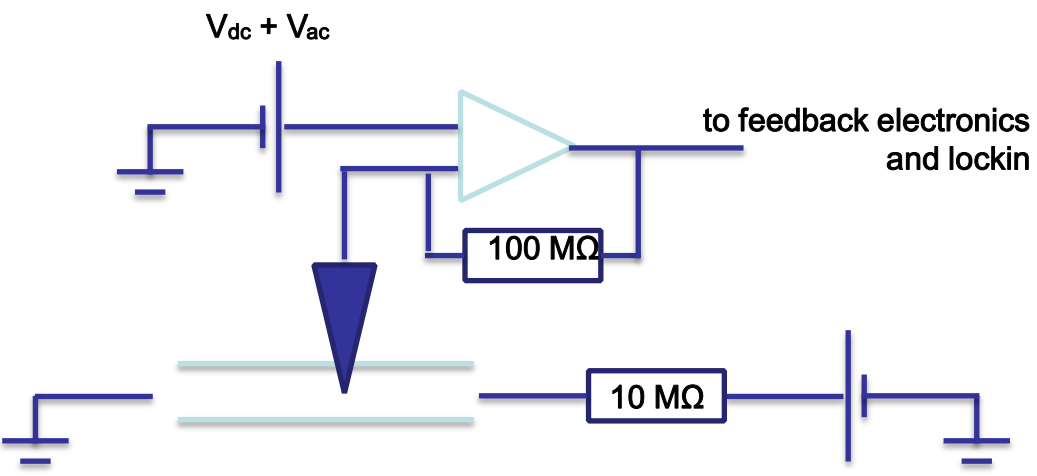 Vdc + Vac
to feedback electronics
and lockin
100 MΩ
10 MΩ